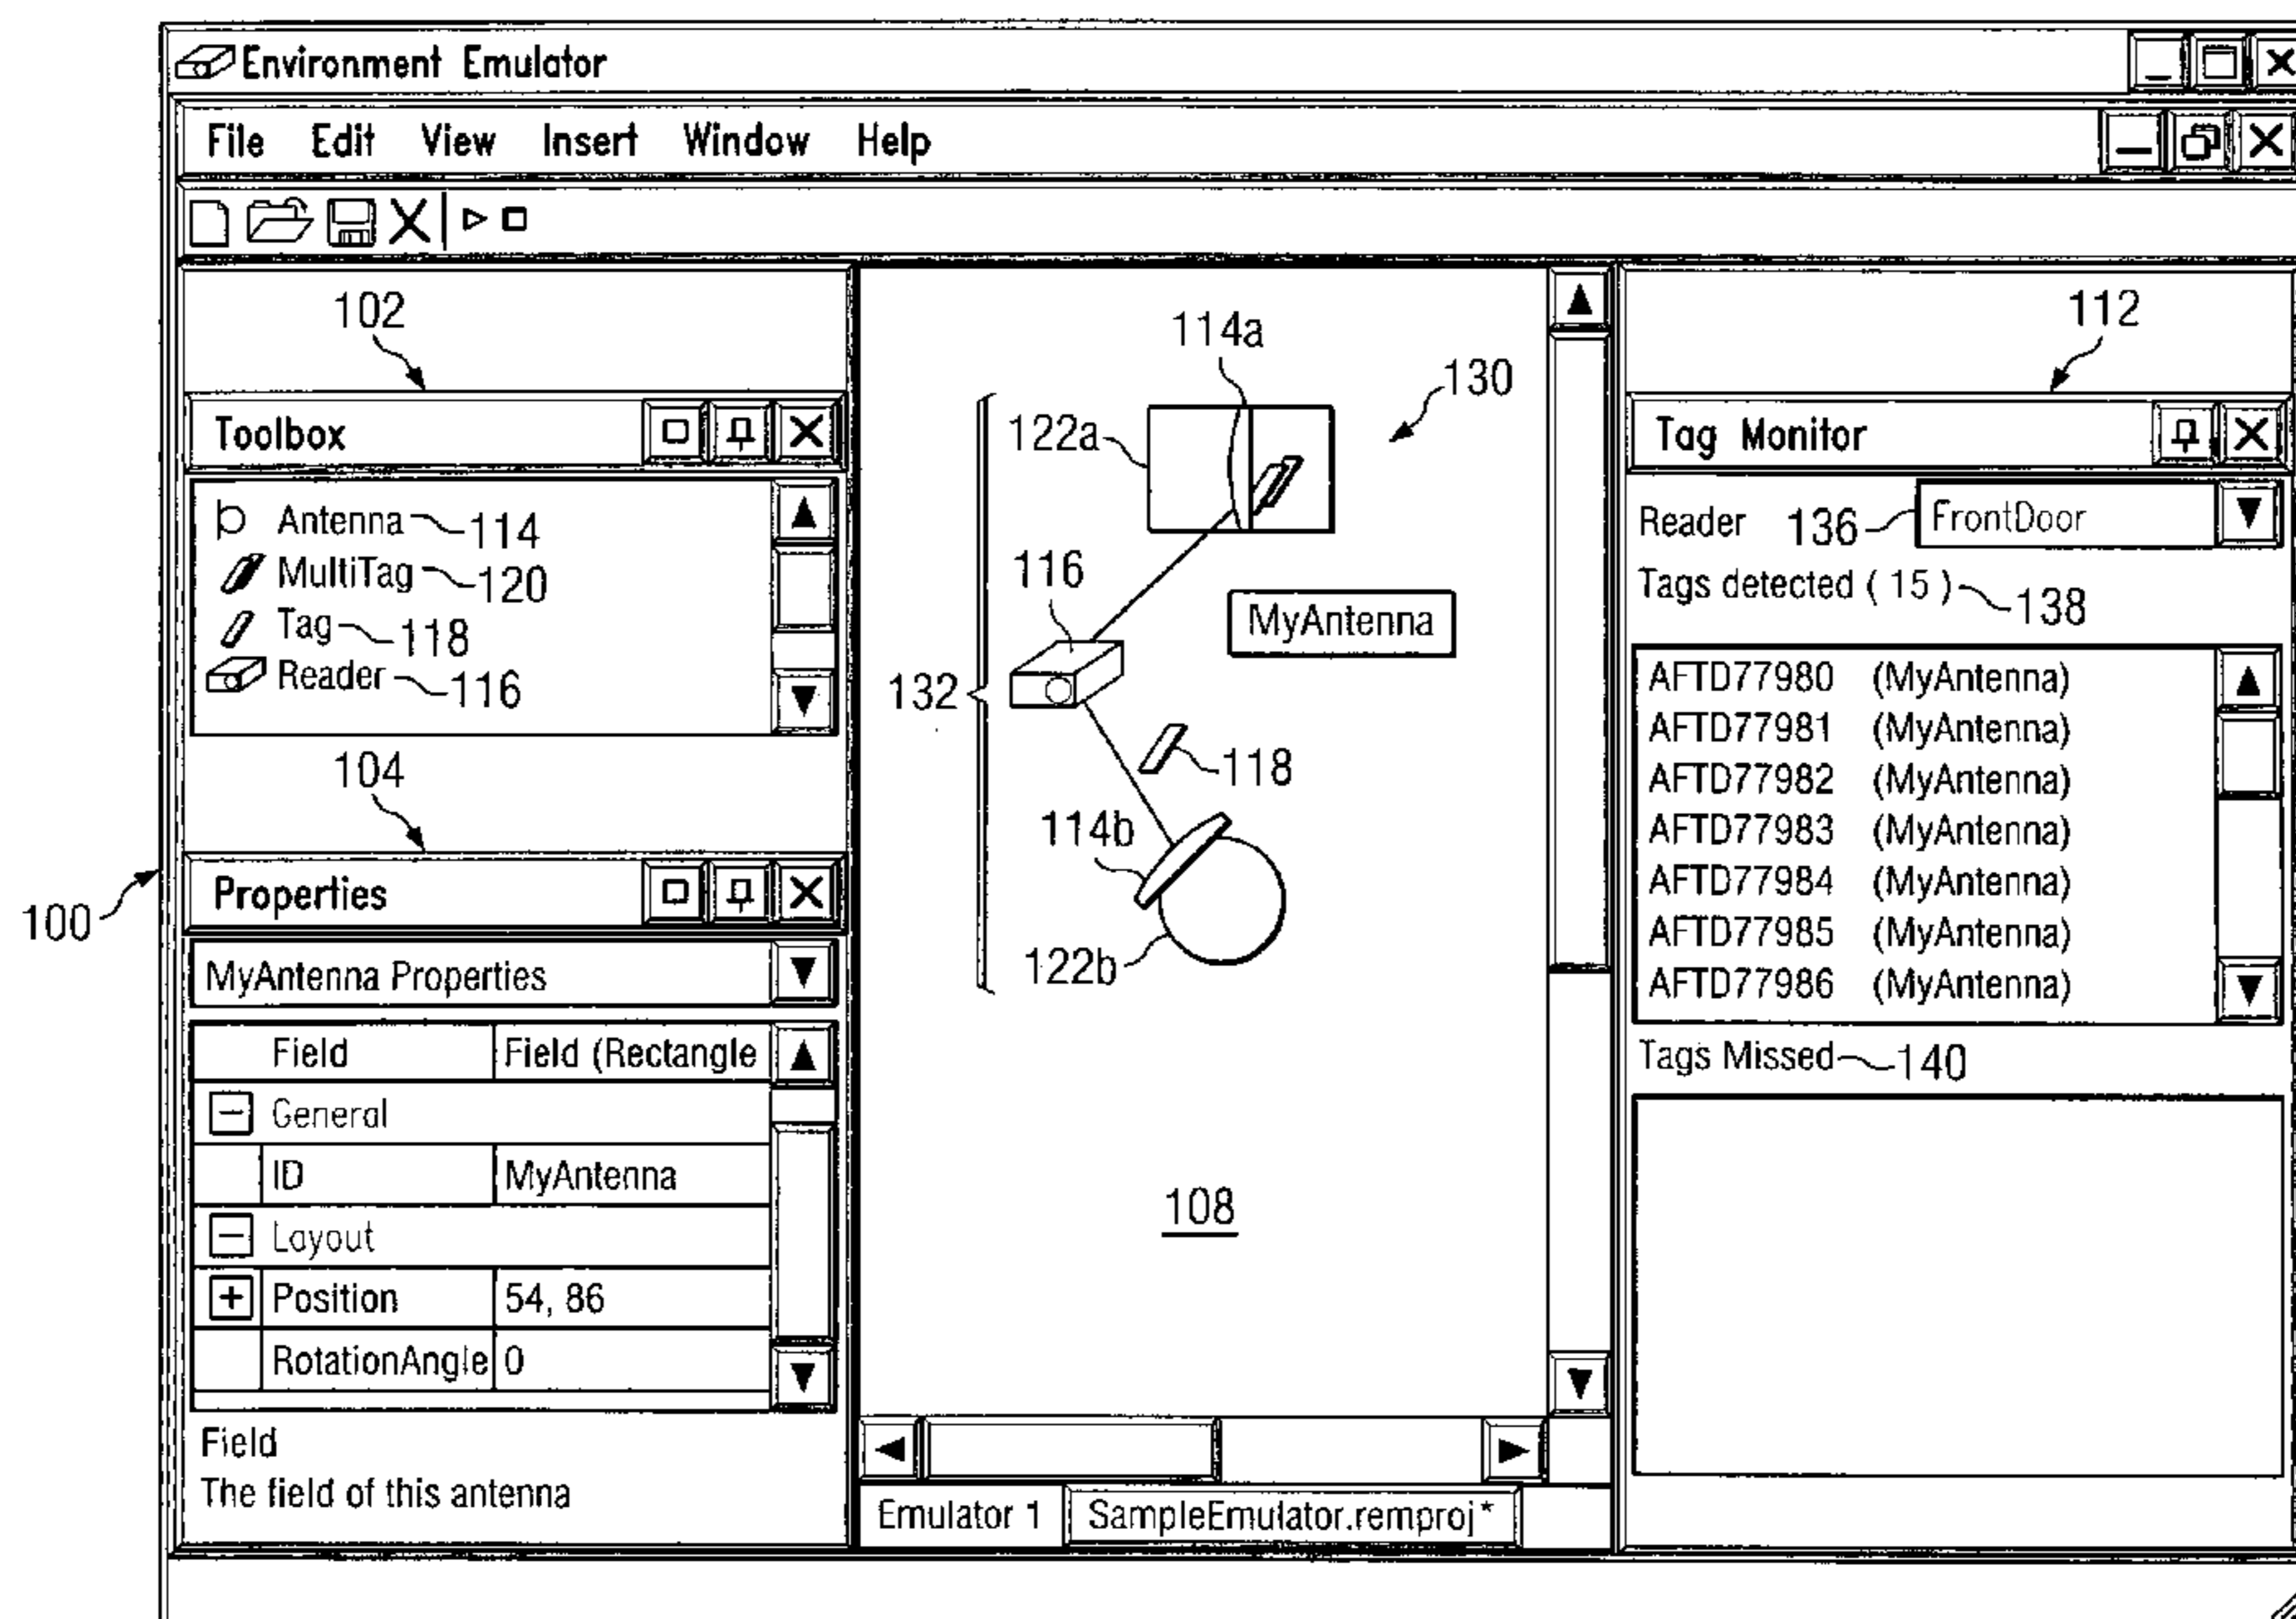 Environment Emulator
File Edit View Insert Window Help
102
Toolbox
Antenna 114
MultiTag 120
Tag 118
Reader 116
104
100
Properties
MyAntenna Properties
Field Field (Rectangle
General
ID MyAntenna
Layout
Position 54, 86
RotationAngle 0
Field
The field of this antenna
114a
130
122a
116
MyAntenna
132
118
114b
122b
108
Emulator 1 SampleEmulator.remproj*
112
Tag Monitor
Reader 136 FrontDoor
Tags detected ( 15 ) 138
AFTD77980 (MyAntenna)
AFTD77981 (MyAntenna)
AFTD77982 (MyAntenna)
AFTD77983 (MyAntenna)
AFTD77984 (MyAntenna)
AFTD77985 (MyAntenna)
AFTD77986 (MyAntenna)
Tags Missed 140